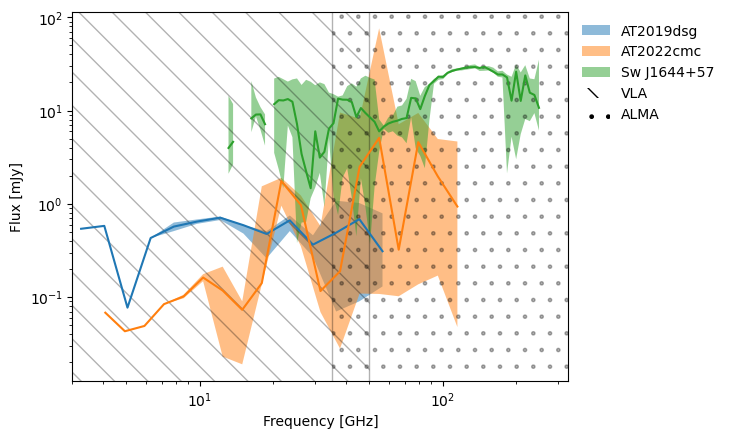 10²
10¹
10⁰
10⁻¹
Flux [mJy]
10¹
10²
Frequency [GHz]
AT2019dsg
AT2022cmc
Sw J1644+57
VLA
ALMA